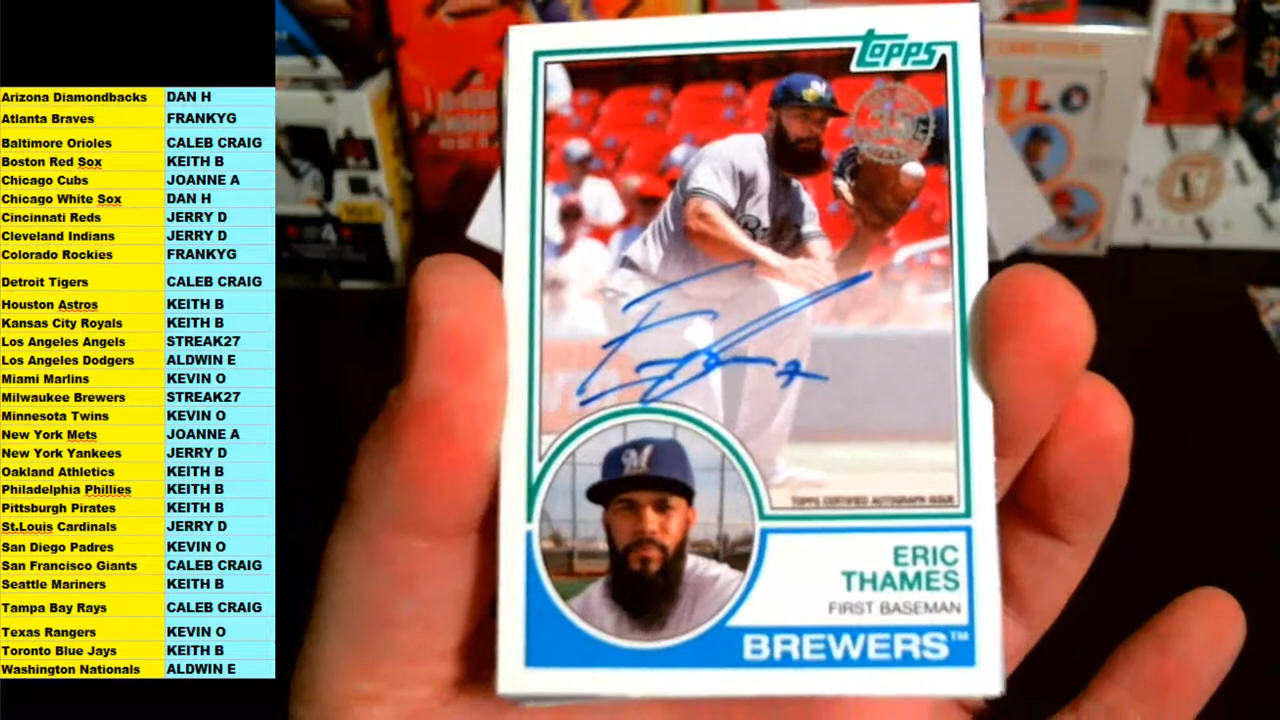 Arizona Diamondbacks DAN H
Atlanta Braves FRANKYG
Baltimore Orioles CALEB CRAIG
Boston Red Sox KEITH B
Chicago Cubs JOANNE A
Chicago White Sox DAN H
Cincinnati Reds JERRY D
Cleveland Indians JERRY D
Colorado Rockies FRANKYG
Detroit Tigers CALEB CRAIG
Houston Astros KEITH B
Kansas City Royals KEITH B
Los Angeles Angels STREAK27
Los Angeles Dodgers ALDWIN E
Miami Marlins KEVIN O
Milwaukee Brewers STREAK27
Minnesota Twins KEVIN O
New York Mets JOANNE A
New York Yankees JERRY D
Oakland Athletics KEITH B
Philadelphia Phillies KEITH B
Pittsburgh Pirates KEITH B
St.Louis Cardinals JERRY D
San Diego Padres KEVIN O
San Francisco Giants CALEB CRAIG
Seattle Mariners KEITH B
Tampa Bay Rays CALEB CRAIG
Texas Rangers KEVIN O
Toronto Blue Jays KEITH B
Washington Nationals ALDWIN E
Topps
35
TOPPS CERTIFIED AUTOGRAPH ISSUE
ERIC
THAMES
FIRST BASEMAN
BREWERS™